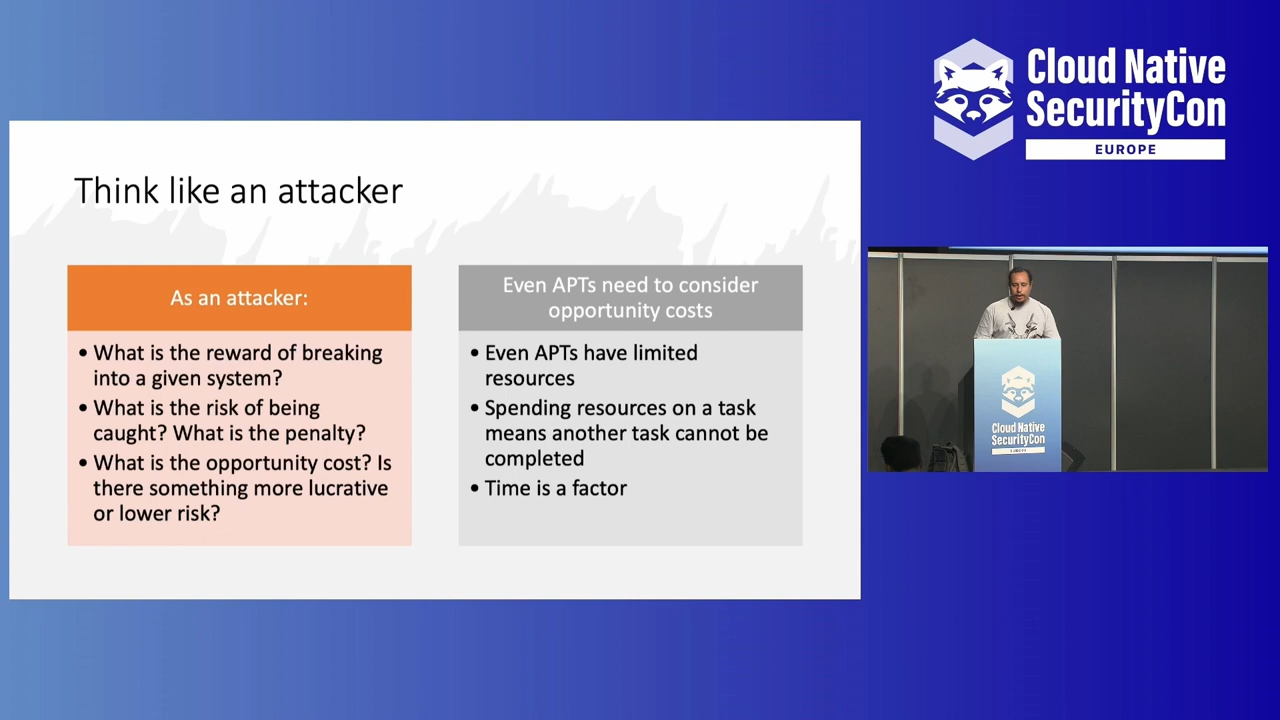 Cloud Native
SecurityCon
EUROPE
Think like an attacker
As an attacker:
• What is the reward of breaking
into a given system?
• What is the risk of being
caught? What is the penalty?
• What is the opportunity cost? Is
there something more lucrative
or lower risk?
Even APTs need to consider
opportunity costs
• Even APTs have limited
resources
• Spending resources on a task
means another task cannot be
completed
• Time is a factor
Cloud Native
SecurityCon
EUROPE